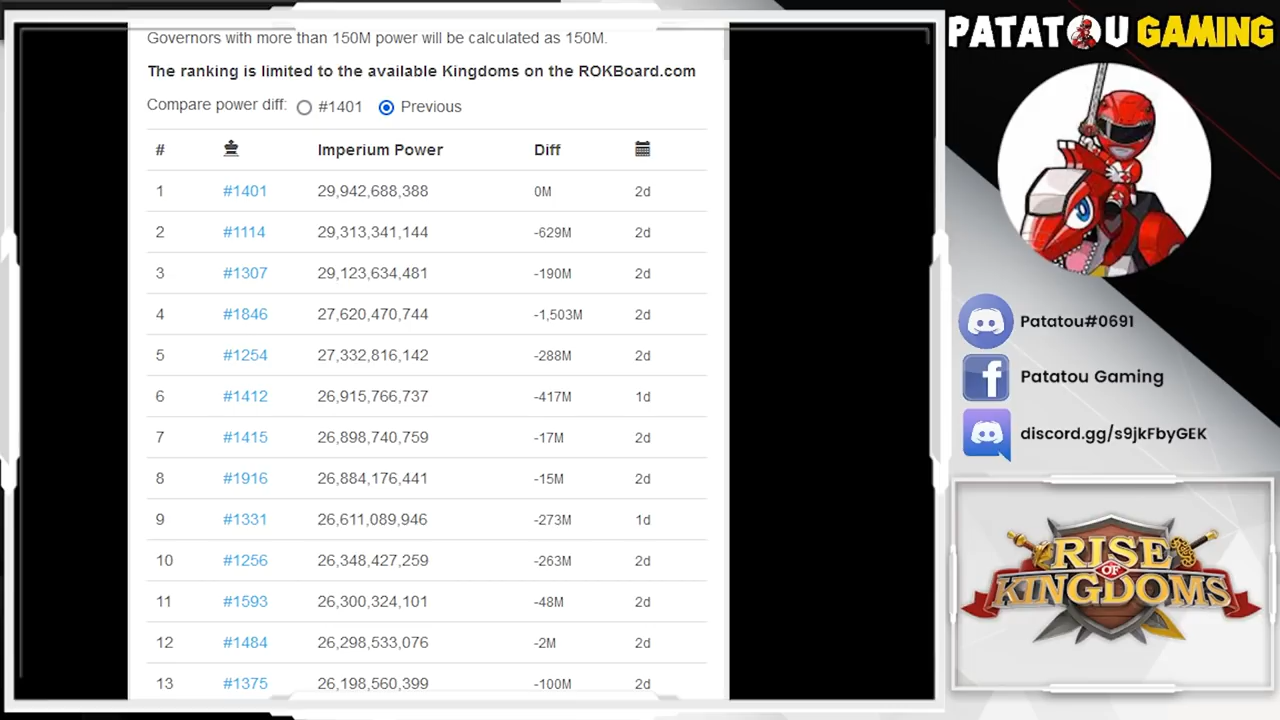 Governors with more than 150M power will be calculated as 150M.
The ranking is limited to the available Kingdoms on the ROKBoard.com
Compare power diff: #1401 Previous
# Imperium Power Diff
1 #1401 29,942,688,388 0M 2d
2 #1114 29,313,341,144 -629M 2d
3 #1307 29,123,634,481 -190M 2d
4 #1846 27,620,470,744 -1,503M 2d
5 #1254 27,332,816,142 -288M 2d
6 #1412 26,915,766,737 -417M 1d
7 #1415 26,898,740,759 -17M 2d
8 #1916 26,884,176,441 -15M 2d
9 #1331 26,611,089,946 -273M 1d
10 #1256 26,348,427,259 -263M 2d
11 #1593 26,300,324,101 -48M 2d
12 #1484 26,298,533,076 -2M 2d
13 #1375 26,198,560,399 -100M 2d
PATATOU GAMING
Patatou#0691
Patatou Gaming
discord.gg/s9jkFbyGEK
RISE
OF
KINGDOMS